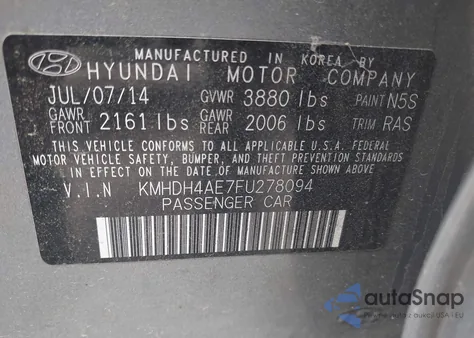 MANUFACTURED IN KOREA BY
HYUNDAI MOTOR COMPANY
JUL/07/14 GVWR 3880 lbs PAINT N5S
GAWR FRONT 2161 lbs GAWR REAR 2006 lbs TRIM RAS
THIS VEHICLE CONFORMS TO ALL APPLICABLE U.S.A. FEDERAL
MOTOR VEHICLE SAFETY, BUMPER, AND THEFT PREVENTION STANDARDS
IN EFFECT ON THE DATE OF MANUFACTURE SHOWN ABOVE.
V.I.N KMHDH4AE7FU278094
PASSENGER CAR
autoSnap